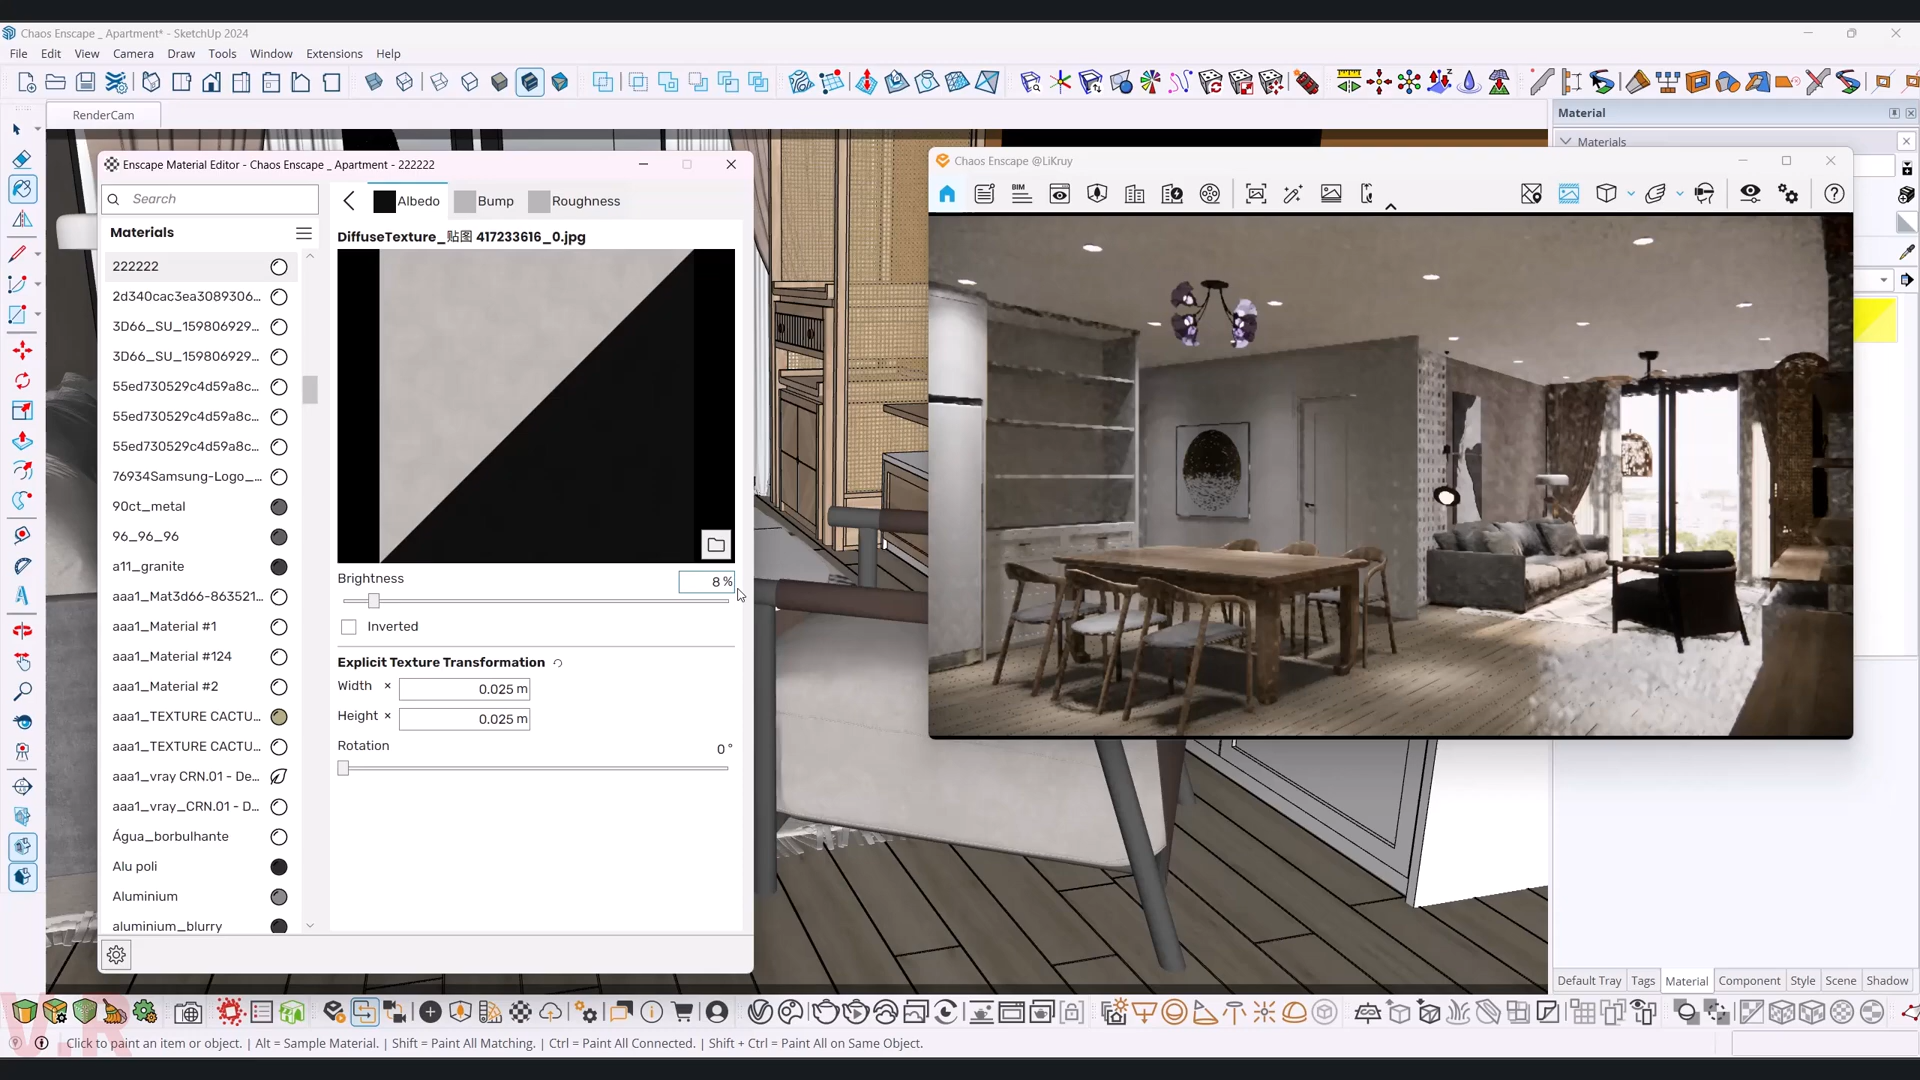 Chaos Enscape _ Apartment* - SketchUp 2024
File Edit View Camera Draw Tools Window Extensions Help
RenderCam
Material
Materials
Enscape Material Editor - Chaos Enscape _ Apartment - 222222
Search
Materials
222222
2d340cac3ea3089306...
3D66_SU_159806929...
3D66_SU_159806929...
55ed730529c4d59a8c...
55ed730529c4d59a8c...
55ed730529c4d59a8c...
76934Samsung-Logo_...
90ct_metal
96_96_96
a11_granite
aaa1_Mat3d66-863521...
aaa1_Material #1
aaa1_Material #124
aaa1_Material #2
aaa1_TEXTURE CACTU...
aaa1_TEXTURE CACTU...
aaa1_vray CRN.01 - De...
aaa1_vray_CRN.01 - D...
Água_borbulhante
Alu poli
Aluminium
aluminium_blurry
Albedo Bump Roughness
DiffuseTexture_贴图 417233616_0.jpg
Brightness 8 %
Inverted
Explicit Texture Transformation
Width × 0.025 m
Height × 0.025 m
Rotation 0 °
Chaos Enscape @LiKruy
BIM
Default Tray Tags Material Component Style Scene Shadow
V.R
Click to paint an item or object. | Alt = Sample Material. | Shift = Paint All Matching. | Ctrl = Paint All Connected. | Shift + Ctrl = Paint All on Same Object.